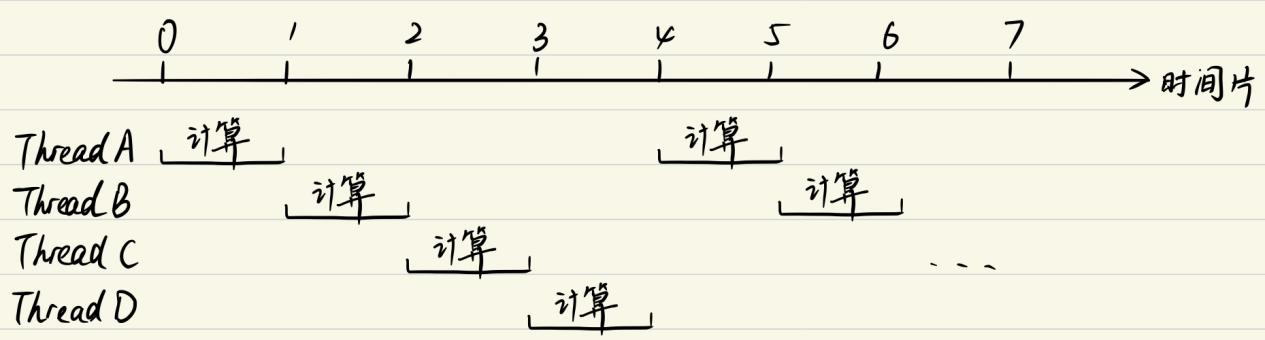 0 1 2 3 4 5 6 7
时间片
Thread A 计算 计算
Thread B 计算 计算
Thread C 计算 ...
Thread D 计算